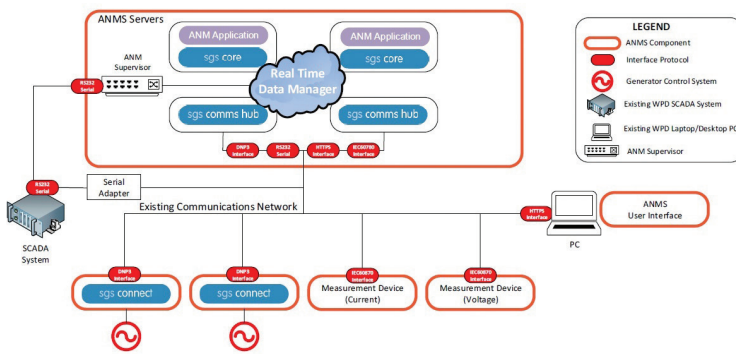 ANMS Servers
ANM Application
sgs core
ANM Application
sgs core
ANM
Supervisor
Real Time
Data Manager
RS232
Serial
sgs comms hub
sgs comms hub
DNP3
Interface
RS232
Serial
HTTPS
Interface
IEC60870
Interface
RS232
Serial
Serial
Adapter
Existing Communications Network
SCADA
System
HTTPS
Interface
PC
ANMS
User Interface
DNP3
Interface
sgs connect
DNP3
Interface
sgs connect
IEC60870
Interface
Measurement Device
(Current)
IEC60870
Interface
Measurement Device
(Voltage)
LEGEND
ANMS Component
Interface Protocol
Generator Control System
Existing WPD SCADA System
Existing WPD Laptop/Desktop PC
ANM Supervisor